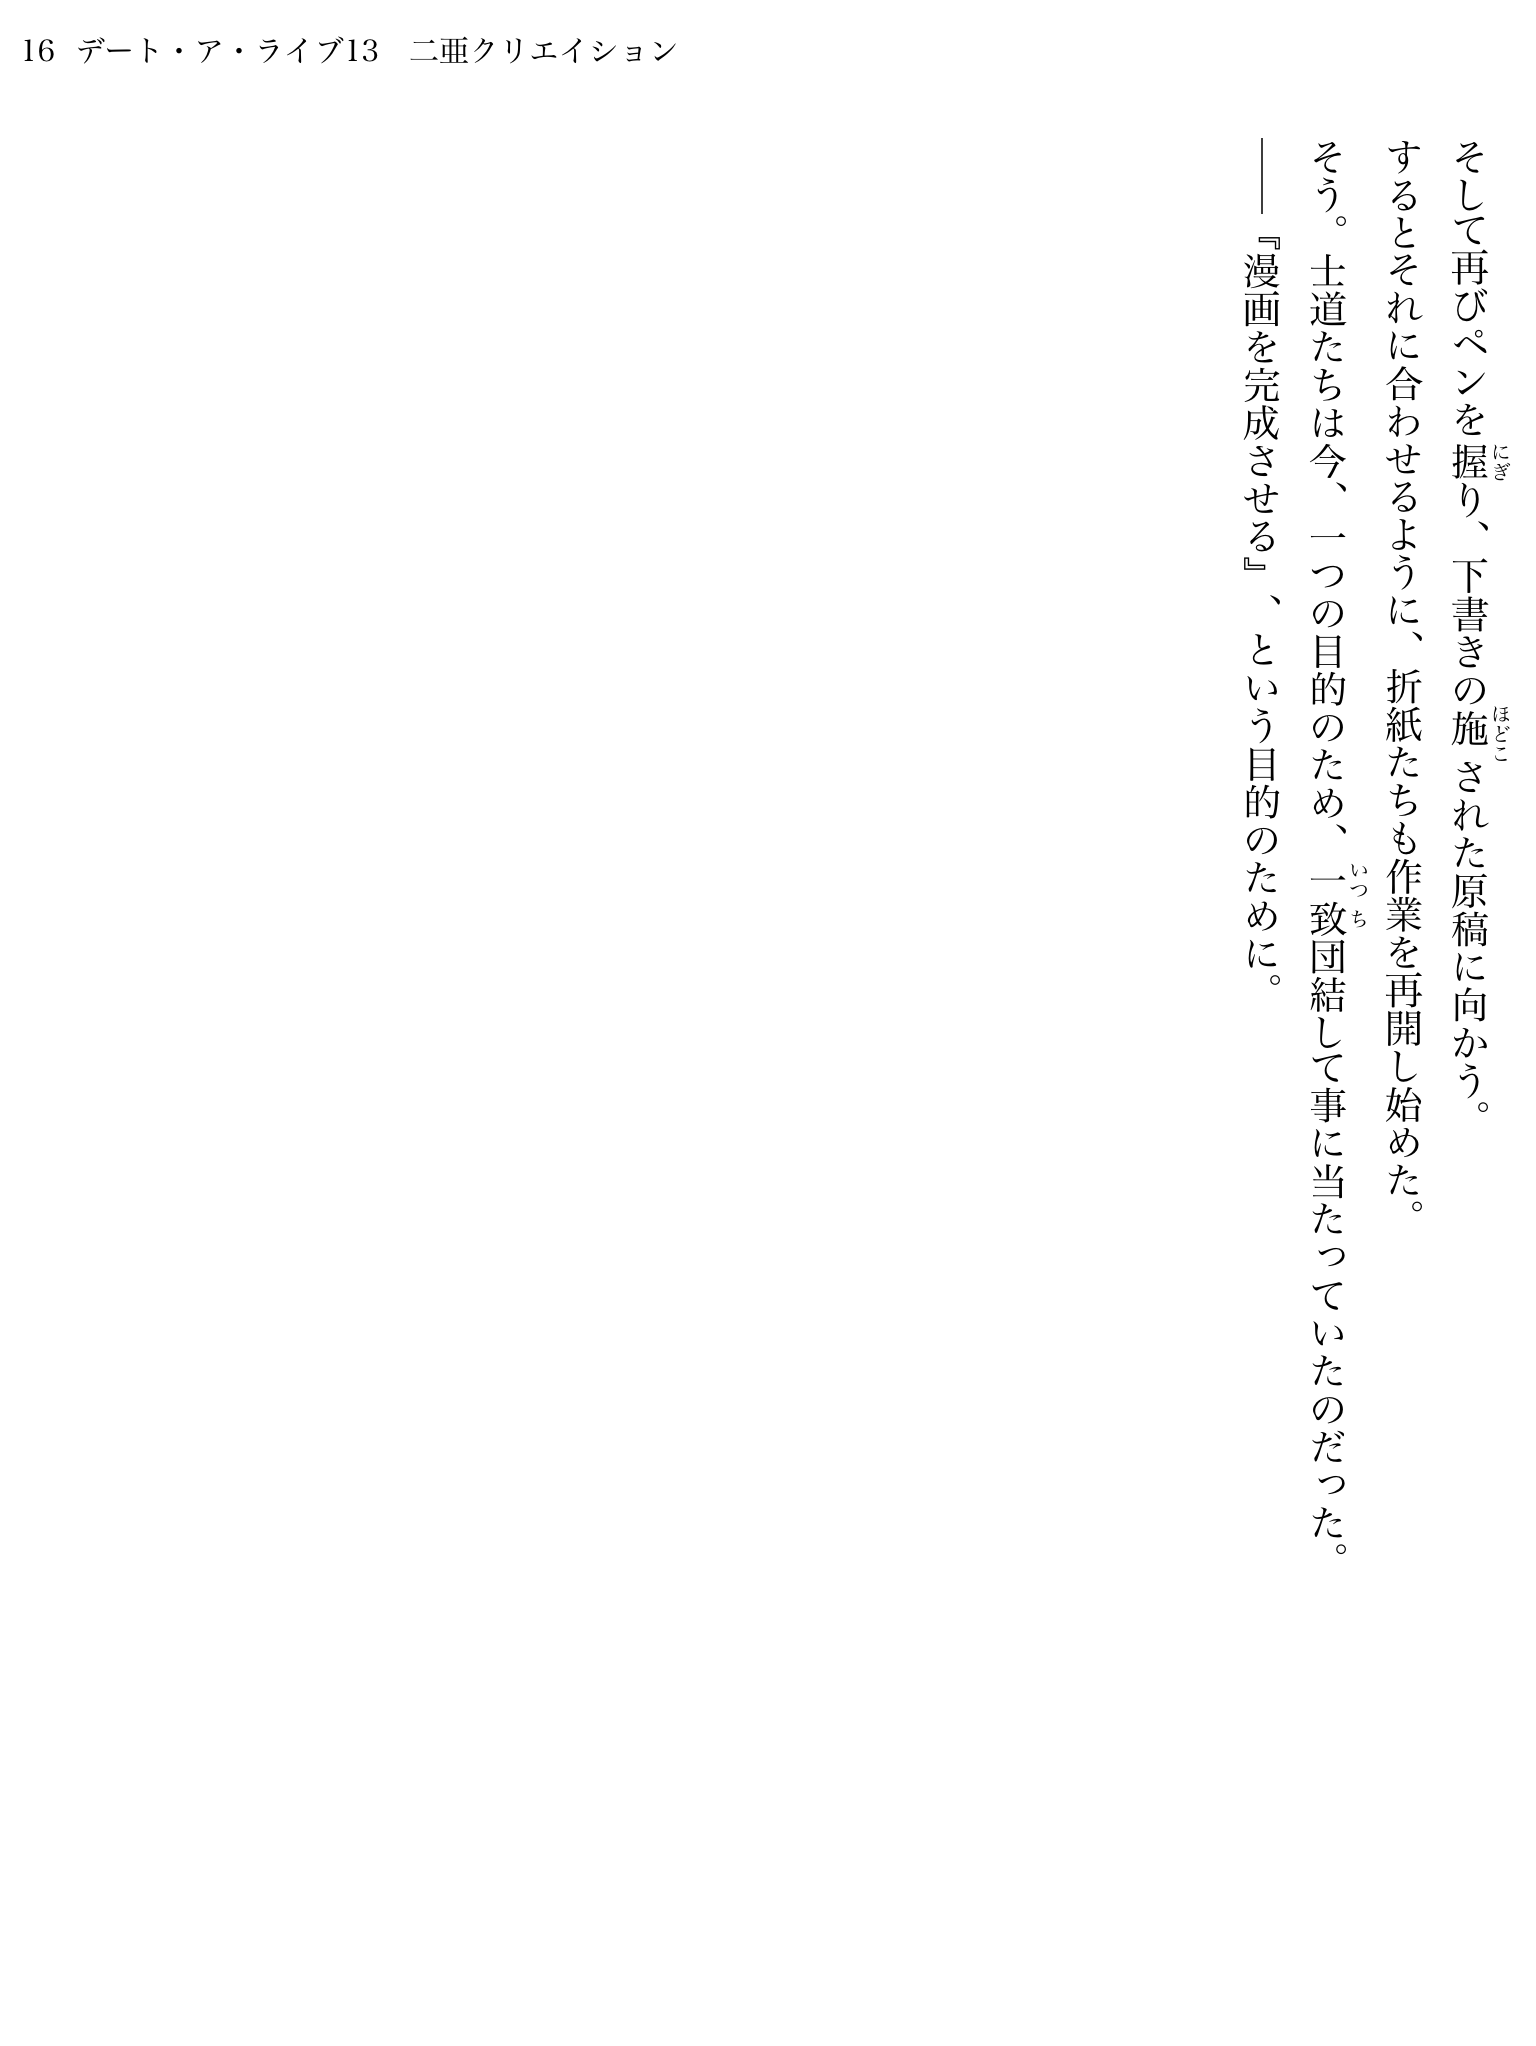 16 デート・ア・ライブ13　二亜クリエイション
そして再びペンを握り、下書きの施された原稿に向かう。
にぎ
ほどこ
するとそれに合わせるように、折紙たちも作業を再開し始めた。
そう。士道たちは今、一つの目的のため、一致団結して事に当たっていたのだった。
いつ ち
――『漫画を完成させる』、という目的のために。